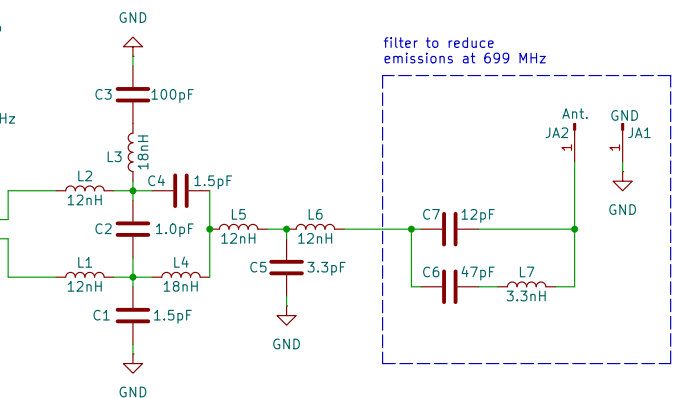 GND
filter to reduce
emissions at 699 MHz
C3
100pF
Ant.
GND
JA2
JA1
1
1
Hz
L3
18nH
L2
12nH
C4
1.5pF
GND
C2
1.0pF
L5
12nH
L6
12nH
C7
12pF
L1
12nH
L4
18nH
C5
3.3pF
C6
47pF
L7
3.3nH
C1
1.5pF
GND
GND